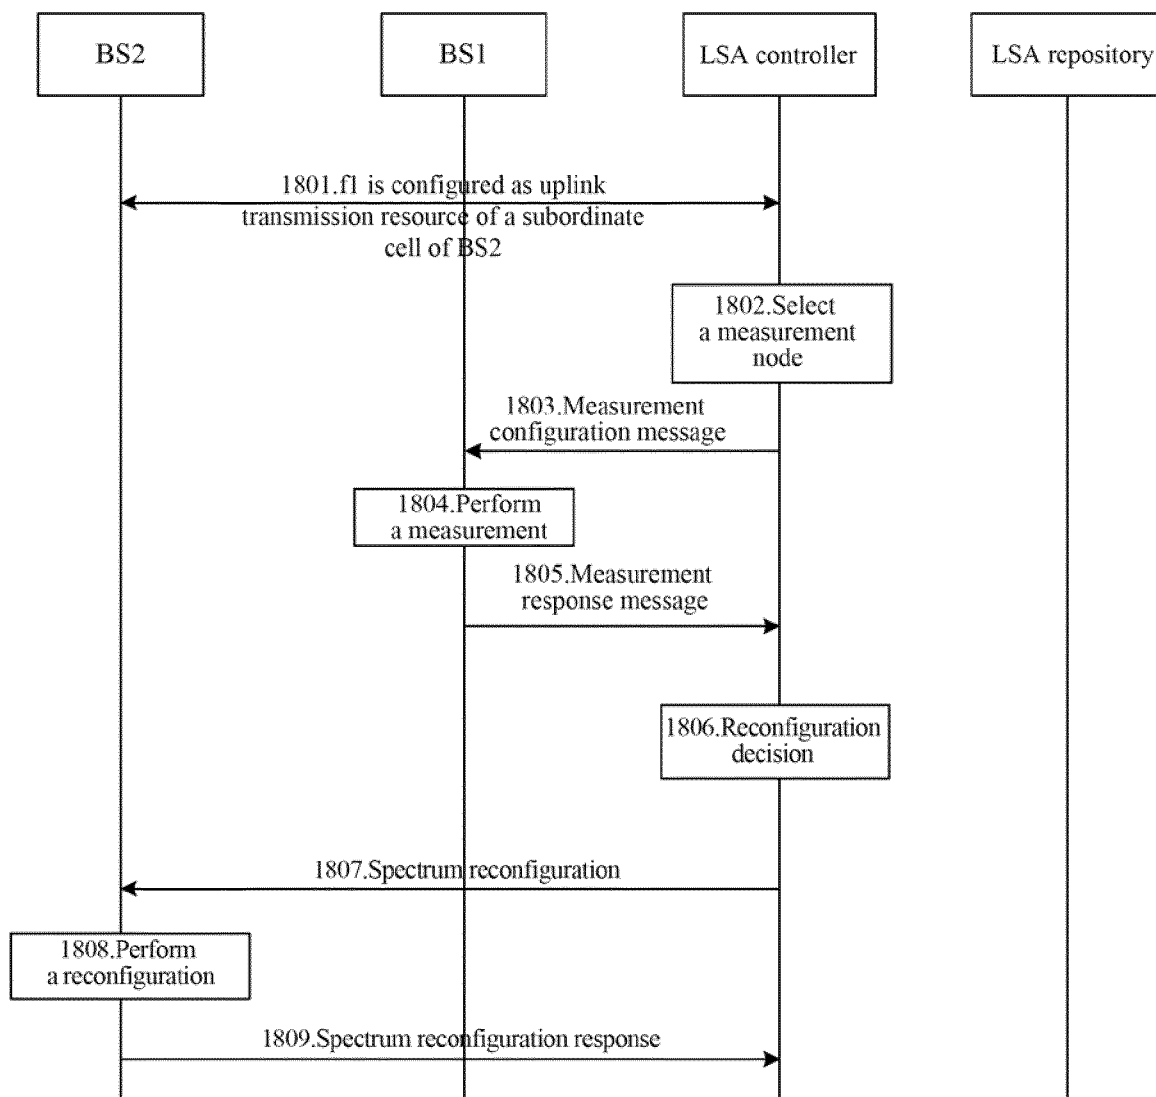 BS2
BS1
LSA controller
LSA repository
1801.f1 is configured as uplink
transmission resource of a subordinate
cell of BS2
1802.Select
a measurement
node
1803.Measurement
configuration message
1804.Perform
a measurement
1805.Measurement
response message
1806.Reconfiguration
decision
1807.Spectrum reconfiguration
1808.Perform
a reconfiguration
1809.Spectrum reconfiguration response